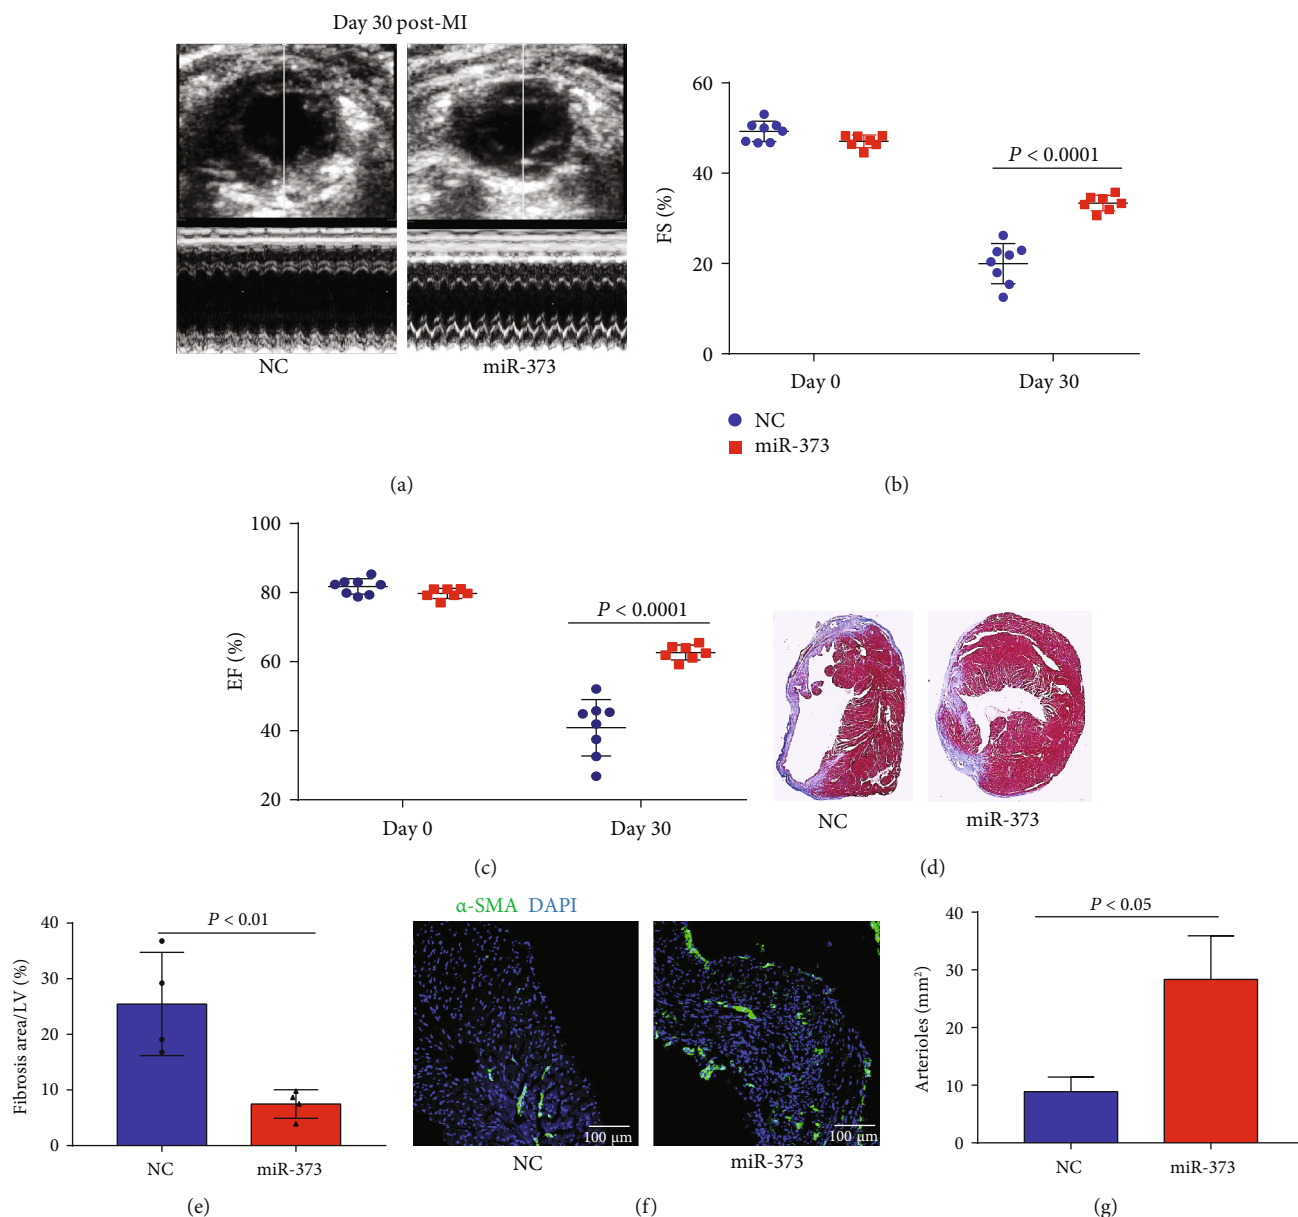 Day 30 post-MI
NC
miR-373
(a)
60
40
20
0
FS (%)
P < 0.0001
Day 0
Day 30
NC
miR-373
(b)
100
80
60
40
20
EF (%)
P < 0.0001
Day 0
Day 30
(c)
NC
miR-373
(d)
40
30
20
10
0
Fibrosis area/LV (%)
P < 0.01
NC
miR-373
(e)
α-SMA DAPI
100 µm
100 µm
NC
miR-373
(f)
40
30
20
10
0
Arterioles (mm²)
P < 0.05
NC
miR-373
(g)